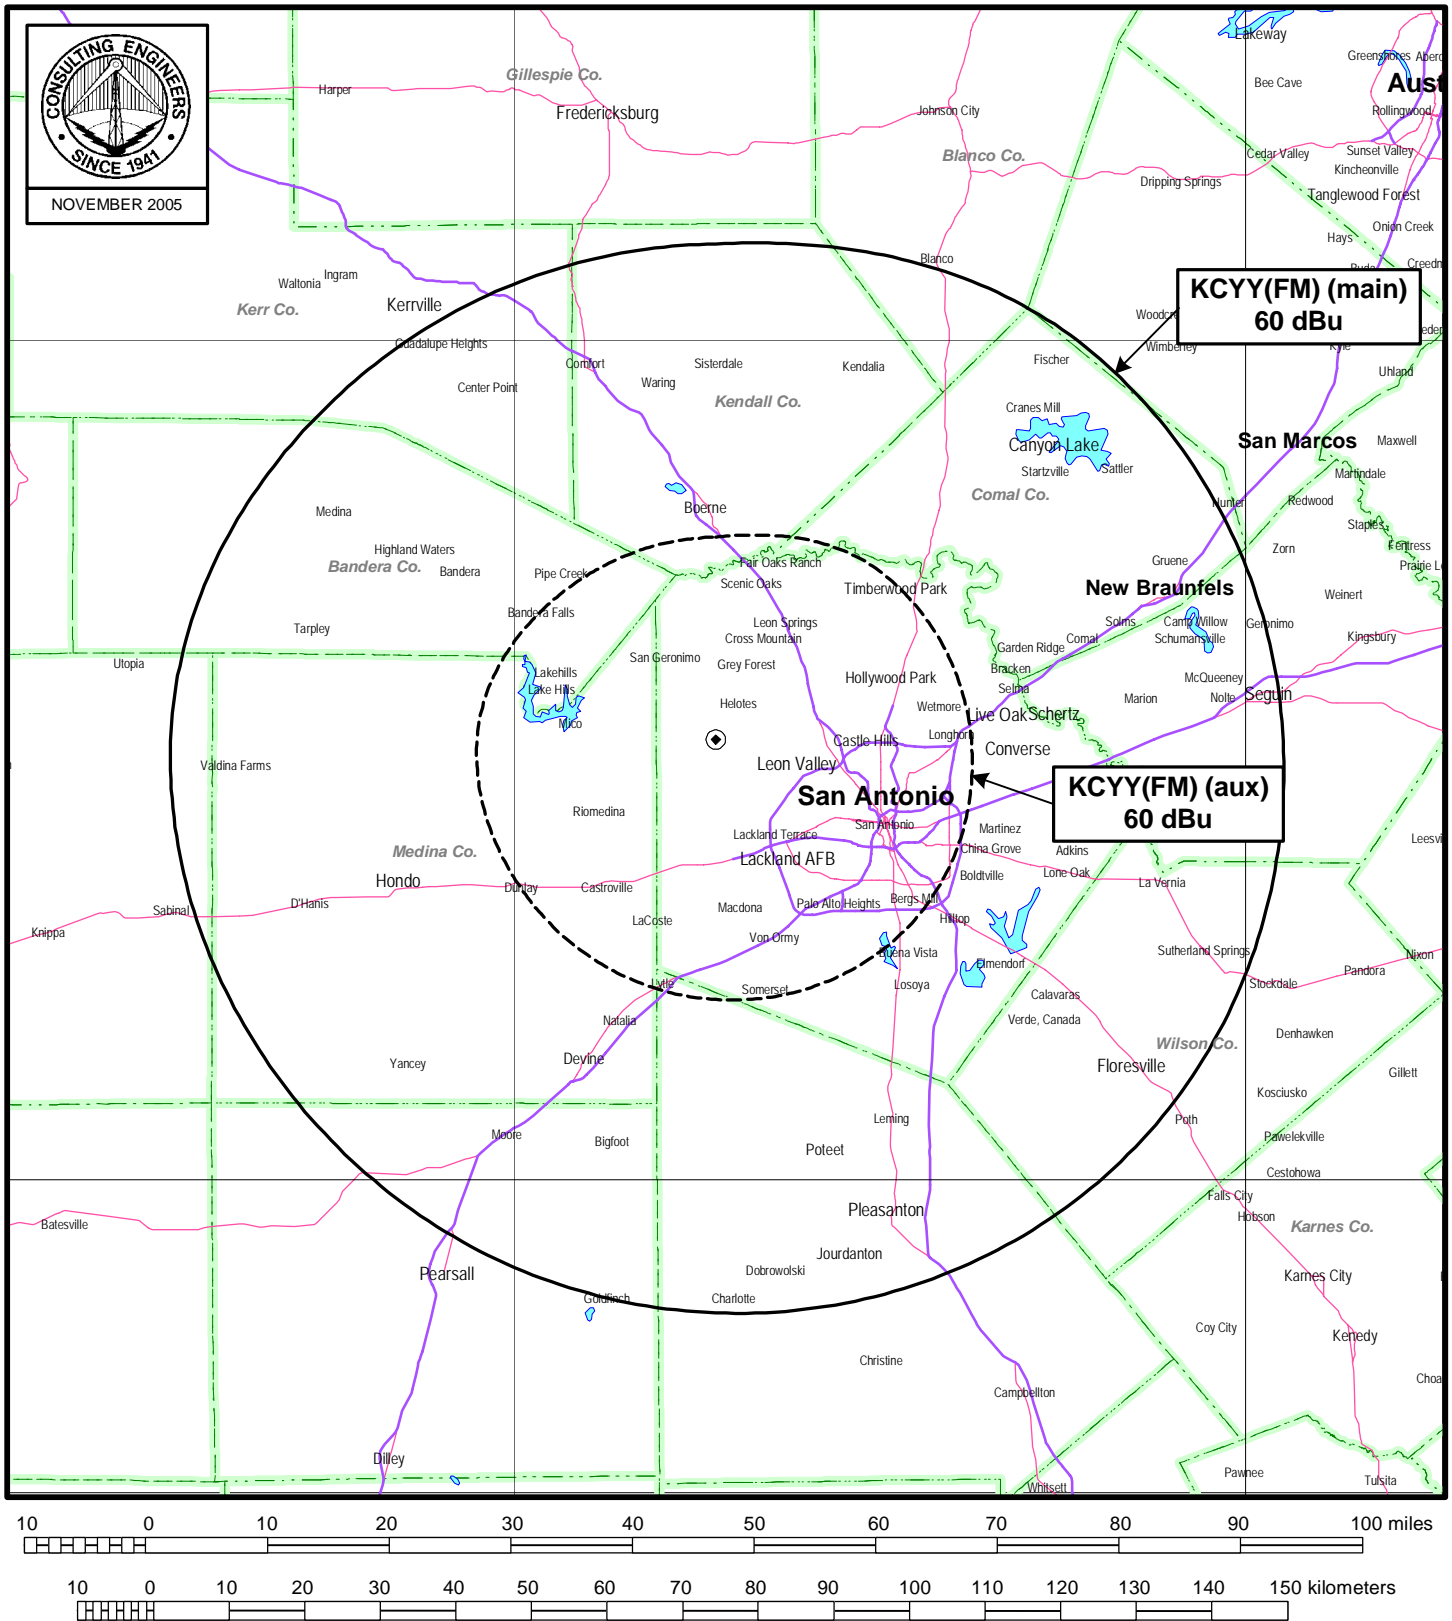 CONSULTING ENGINEERS
SINCE 1941
NOVEMBER 2005
Lakeway
Greenshores
Bee Cave
Rollingwood
Harper
Gillespie Co.
Fredericksburg
Johnson City
Blanco Co.
Cedar Valley
Sunset Valley
Kincheonville
Dripping Springs
Tanglewood Forest
Onion Creek
Hays
Blanco
Waltonia
Ingram
Kerr Co.
Kerrville
KCYY(FM) (main)
60 dBu
Guadalupe Heights
Wimberley
Kyle
Comfort
Sisterdale
Kendalia
Fischer
Uhland
Center Point
Waring
Kendall Co.
Cranes Mill
Canyon Lake
San Marcos
Maxwell
Startzville
Sattler
Martindale
Comal Co.
Medina
Boerne
Hunter
Redwood
Staples
Highland Waters
Bandera Co.
Bandera
Pipe Creek
Fair Oaks Ranch
Scenic Oaks
Timberwood Park
Gruene
Zorn
Fentress
New Braunfels
Weinert
Bandera Falls
Tarpley
Leon Springs
Cross Mountain
Solms
Camp Willow
Geronimo
Comal
Schumansville
Kingsbury
Utopia
San Geronimo
Grey Forest
Garden Ridge
Bracken
Lakehills
Lake Hills
Hollywood Park
Selma
McQueeney
Marion
Nolte
Seguin
Helotes
Wetmore
Live Oak
Schertz
Mico
Castle Hills
Longhorn
Converse
Valdina Farms
Leon Valley
KCYY(FM) (aux)
60 dBu
San Antonio
Riomedina
San Antonio
Lackland Terrace
Martinez
China Grove
Adkins
Medina Co.
Lackland AFB
Hondo
Dunlay
Castroville
Boldtville
Lone Oak
La Vernia
Sabinal
D'Hanis
Macdona
Palo Alto Heights
Bergs Mill
Knippa
LaCoste
Hilltop
Von Ormy
Buena Vista
Elmendorf
Sutherland Springs
Nixon
Pandora
Lytle
Somerset
Losoya
Calavaras
Stockdale
Natalia
Verde, Canada
Denhawken
Wilson Co.
Yancey
Devine
Floresville
Gillett
Kosciusko
Leming
Poth
Moore
Bigfoot
Poteet
Pawelekville
Cestohowa
Falls City
Hobson
Batesville
Pleasanton
Karnes Co.
Jourdanton
Pearsall
Dobrowolski
Karnes City
Goldfinch
Charlotte
Coy City
Kenedy
Christine
Campbellton
Dilley
Pawnee
Tulsita
Whitsett
10 0 10 20 30 40 50 60 70 80 90 100 miles
10 0 10 20 30 40 50 60 70 80 90 100 110 120 130 140 150 kilometers